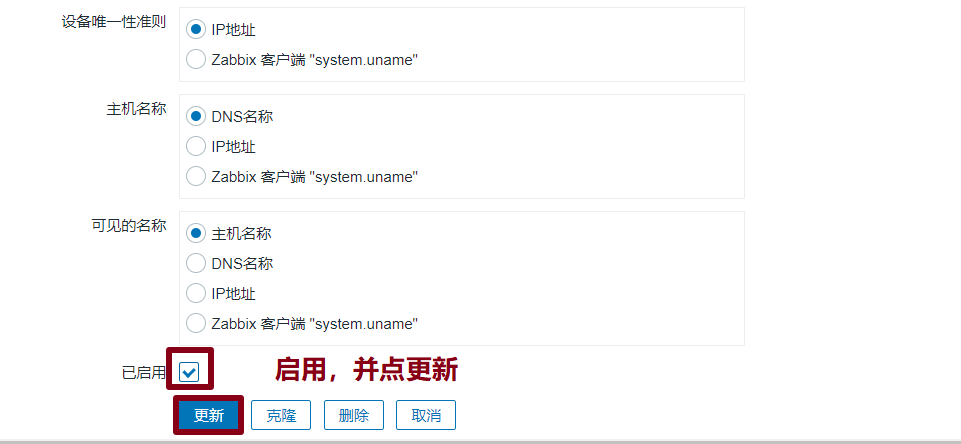 设备唯一性准则 IP地址
Zabbix 客户端 "system.uname"
主机名称 DNS名称
IP地址
Zabbix 客户端 "system.uname"
可见的名称 主机名称
DNS名称
IP地址
Zabbix 客户端 "system.uname"
已启用 启用，并点更新
更新 克隆 删除 取消